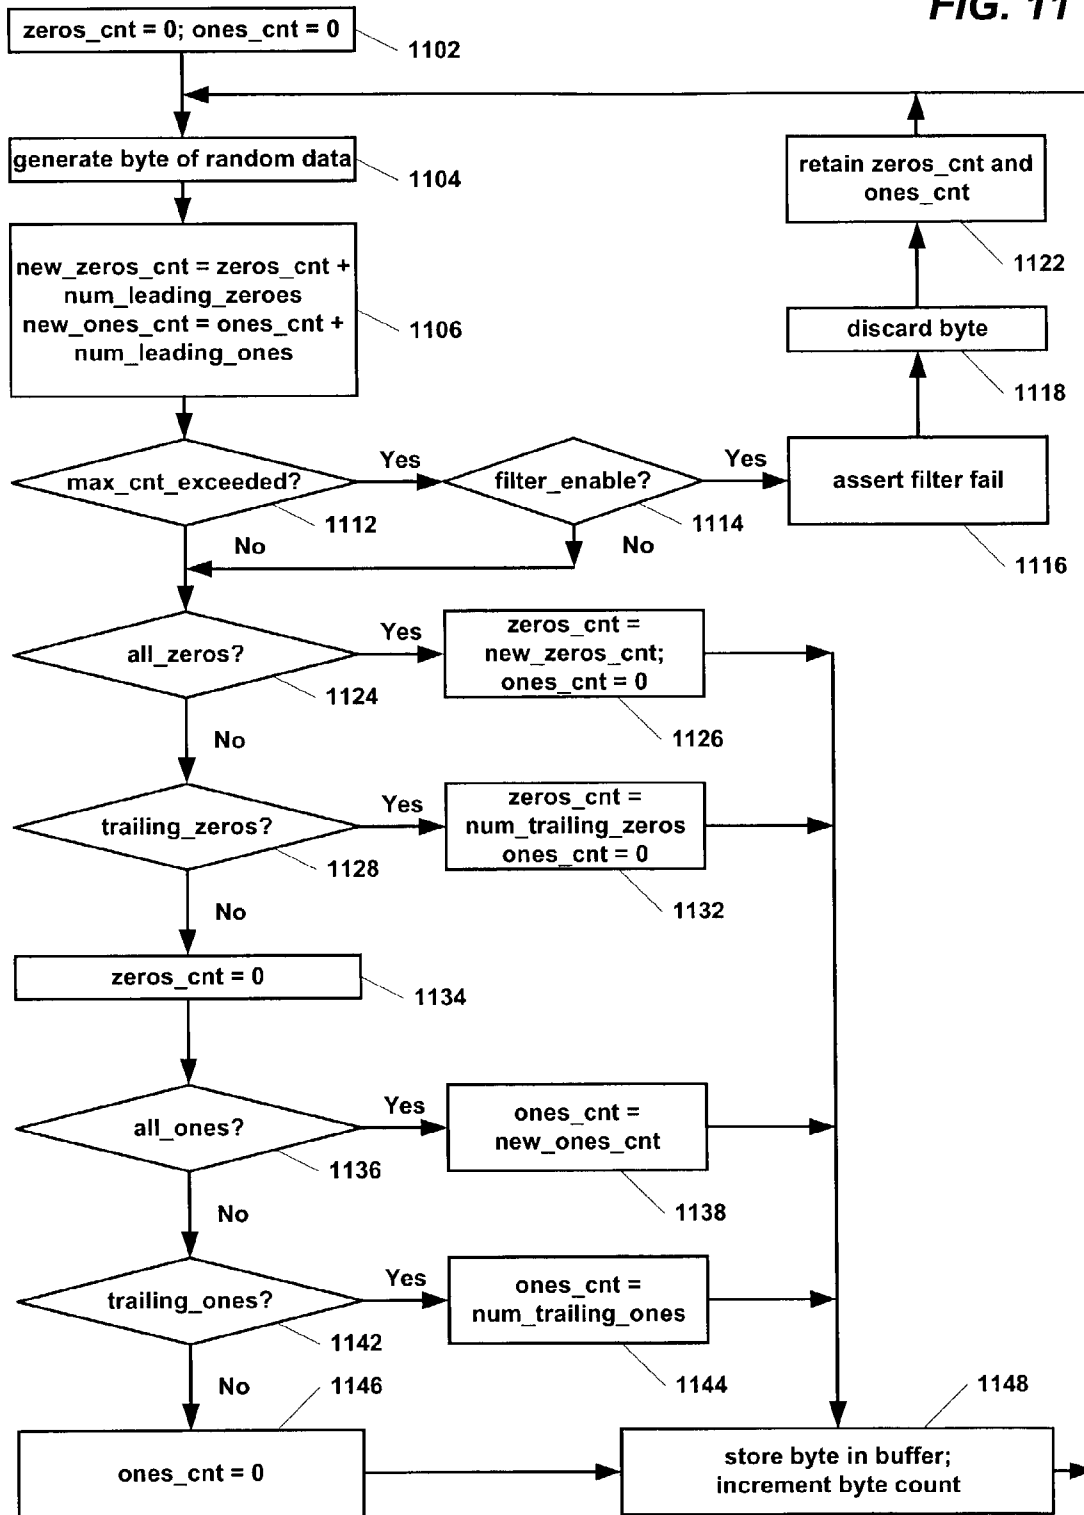 FIG. 11
zeros_cnt = 0; ones_cnt = 0
1102
generate byte of random data
1104
retain zeros_cnt and
ones_cnt
1122
new_zeros_cnt = zeros_cnt +
num_leading_zeroes
new_ones_cnt = ones_cnt +
num_leading_ones
1106
discard byte
1118
max_cnt_exceeded?
Yes
1112
No
filter_enable?
Yes
1114
No
assert filter fail
1116
all_zeros?
Yes
1124
No
zeros_cnt =
new_zeros_cnt;
ones_cnt = 0
1126
trailing_zeros?
Yes
1128
No
zeros_cnt =
num_trailing_zeros
ones_cnt = 0
1132
zeros_cnt = 0
1134
all_ones?
Yes
1136
No
ones_cnt =
new_ones_cnt
1138
trailing_ones?
Yes
1142
No
ones_cnt =
num_trailing_ones
1144
1146
ones_cnt = 0
1148
store byte in buffer;
increment byte count